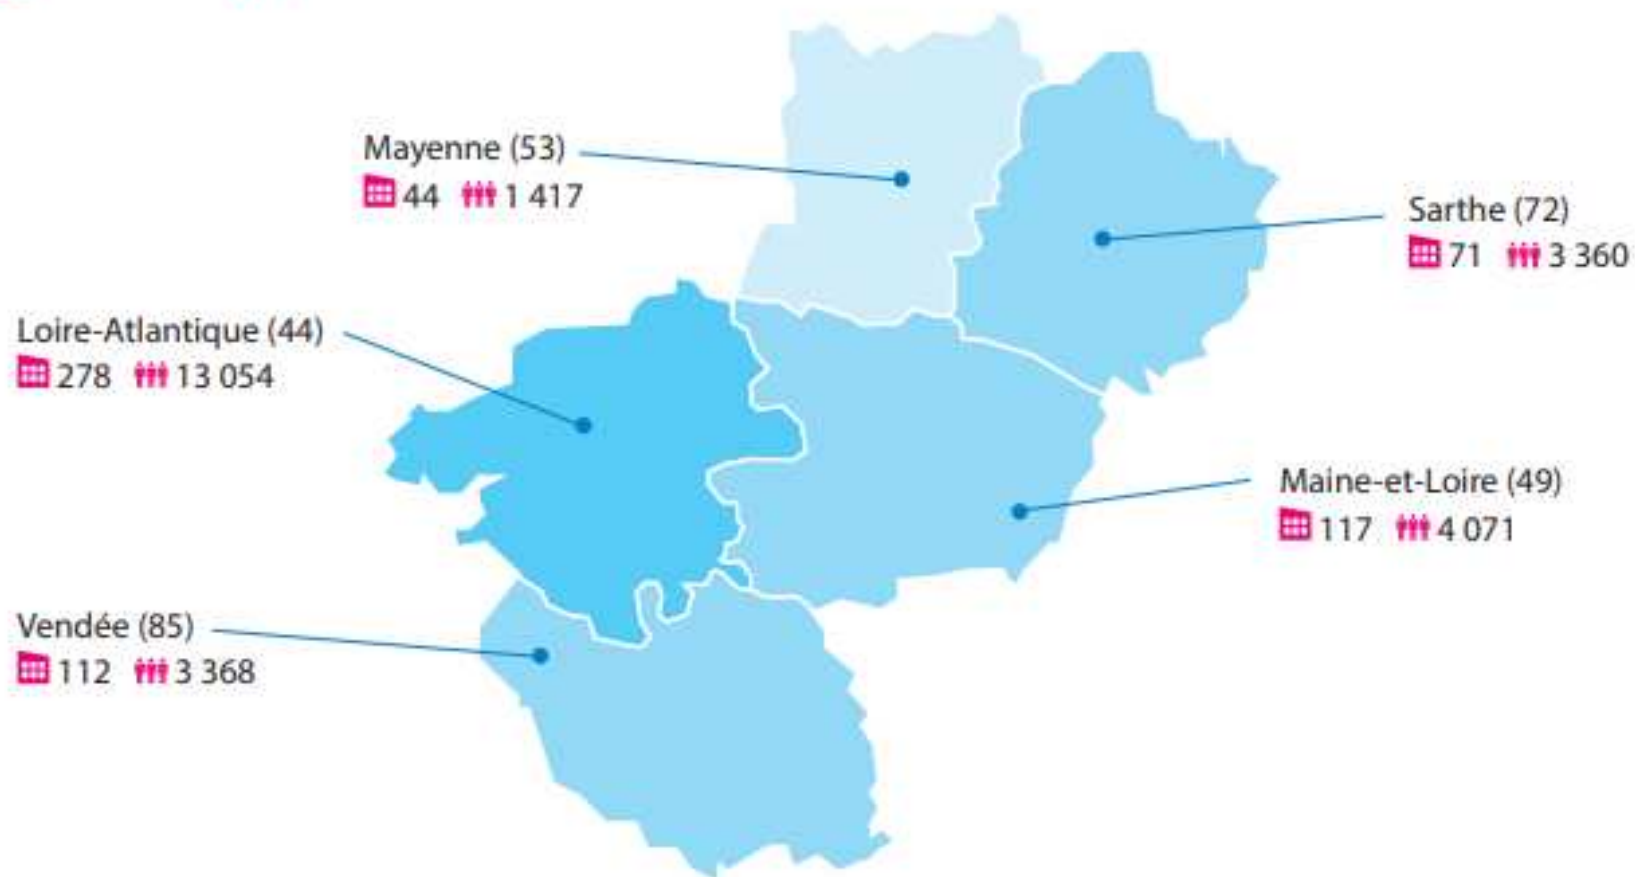 Mayenne (53)
44 1 417
Sarthe (72)
71 3 360
Loire-Atlantique (44)
278 13 054
Maine-et-Loire (49)
117 4 071
Vendée (85)
112 3 368